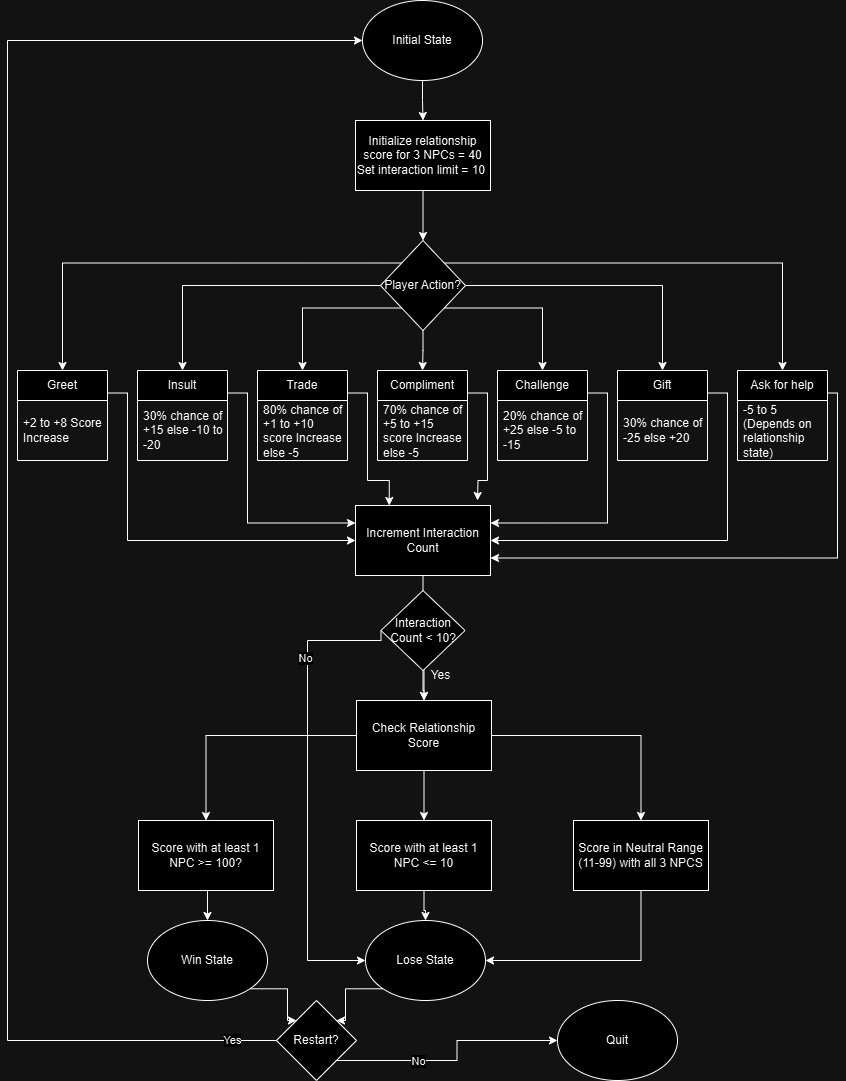 Initial State
Initialize relationship
score for 3 NPCs = 40
Set interaction limit = 10
Player Action?
Greet
Insult
Trade
Compliment
Challenge
Gift
Ask for help
+2 to +8 Score
Increase
30% chance of
+15 else -10 to
-20
80% chance of
+1 to +10
score Increase
else -5
70% chance of
+5 to +15
score Increase
else -5
20% chance of
+25 else -5 to
-15
30% chance of
-25 else +20
-5 to 5
(Depends on
relationship
state)
Increment Interaction
Count
Interaction
Count < 10?
No
Yes
Check Relationship
Score
Score with at least 1
NPC >= 100?
Score with at least 1
NPC <= 10
Score in Neutral Range
(11-99) with all 3 NPCS
Win State
Lose State
Restart?
Yes
No
Quit